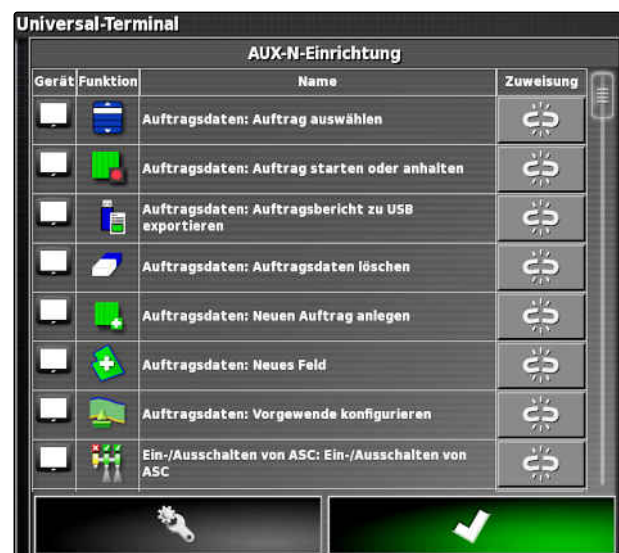 Universal-Terminal
AUX-N-Einrichtung
Gerät Funktion Name Zuweisung
Auftragsdaten: Auftrag auswählen
Auftragsdaten: Auftrag starten oder anhalten
Auftragsdaten: Auftragsbericht zu USB
exportieren
Auftragsdaten: Auftragsdaten löschen
Auftragsdaten: Neuen Auftrag anlegen
Auftragsdaten: Neues Feld
Auftragsdaten: Vorgewende konfigurieren
Ein-/Ausschalten von ASC: Ein-/Ausschalten von
ASC